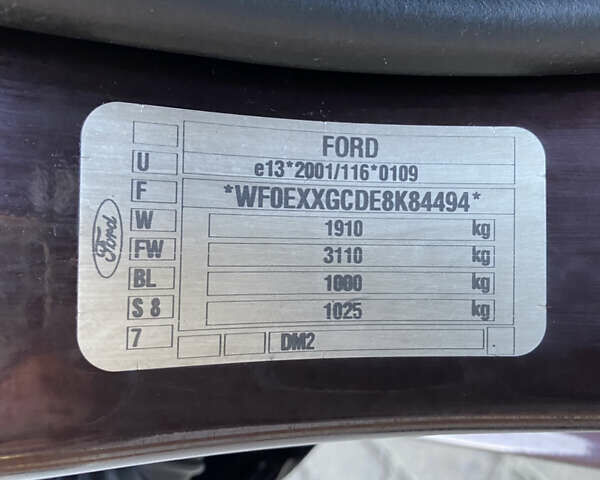 FORD
U e13*2001/116*0109
F *WF0EXXGCDE8K84494*
W 1910 kg
FW 3110 kg
BL 1000 kg
S 8 1025 kg
7 DM2
Ford